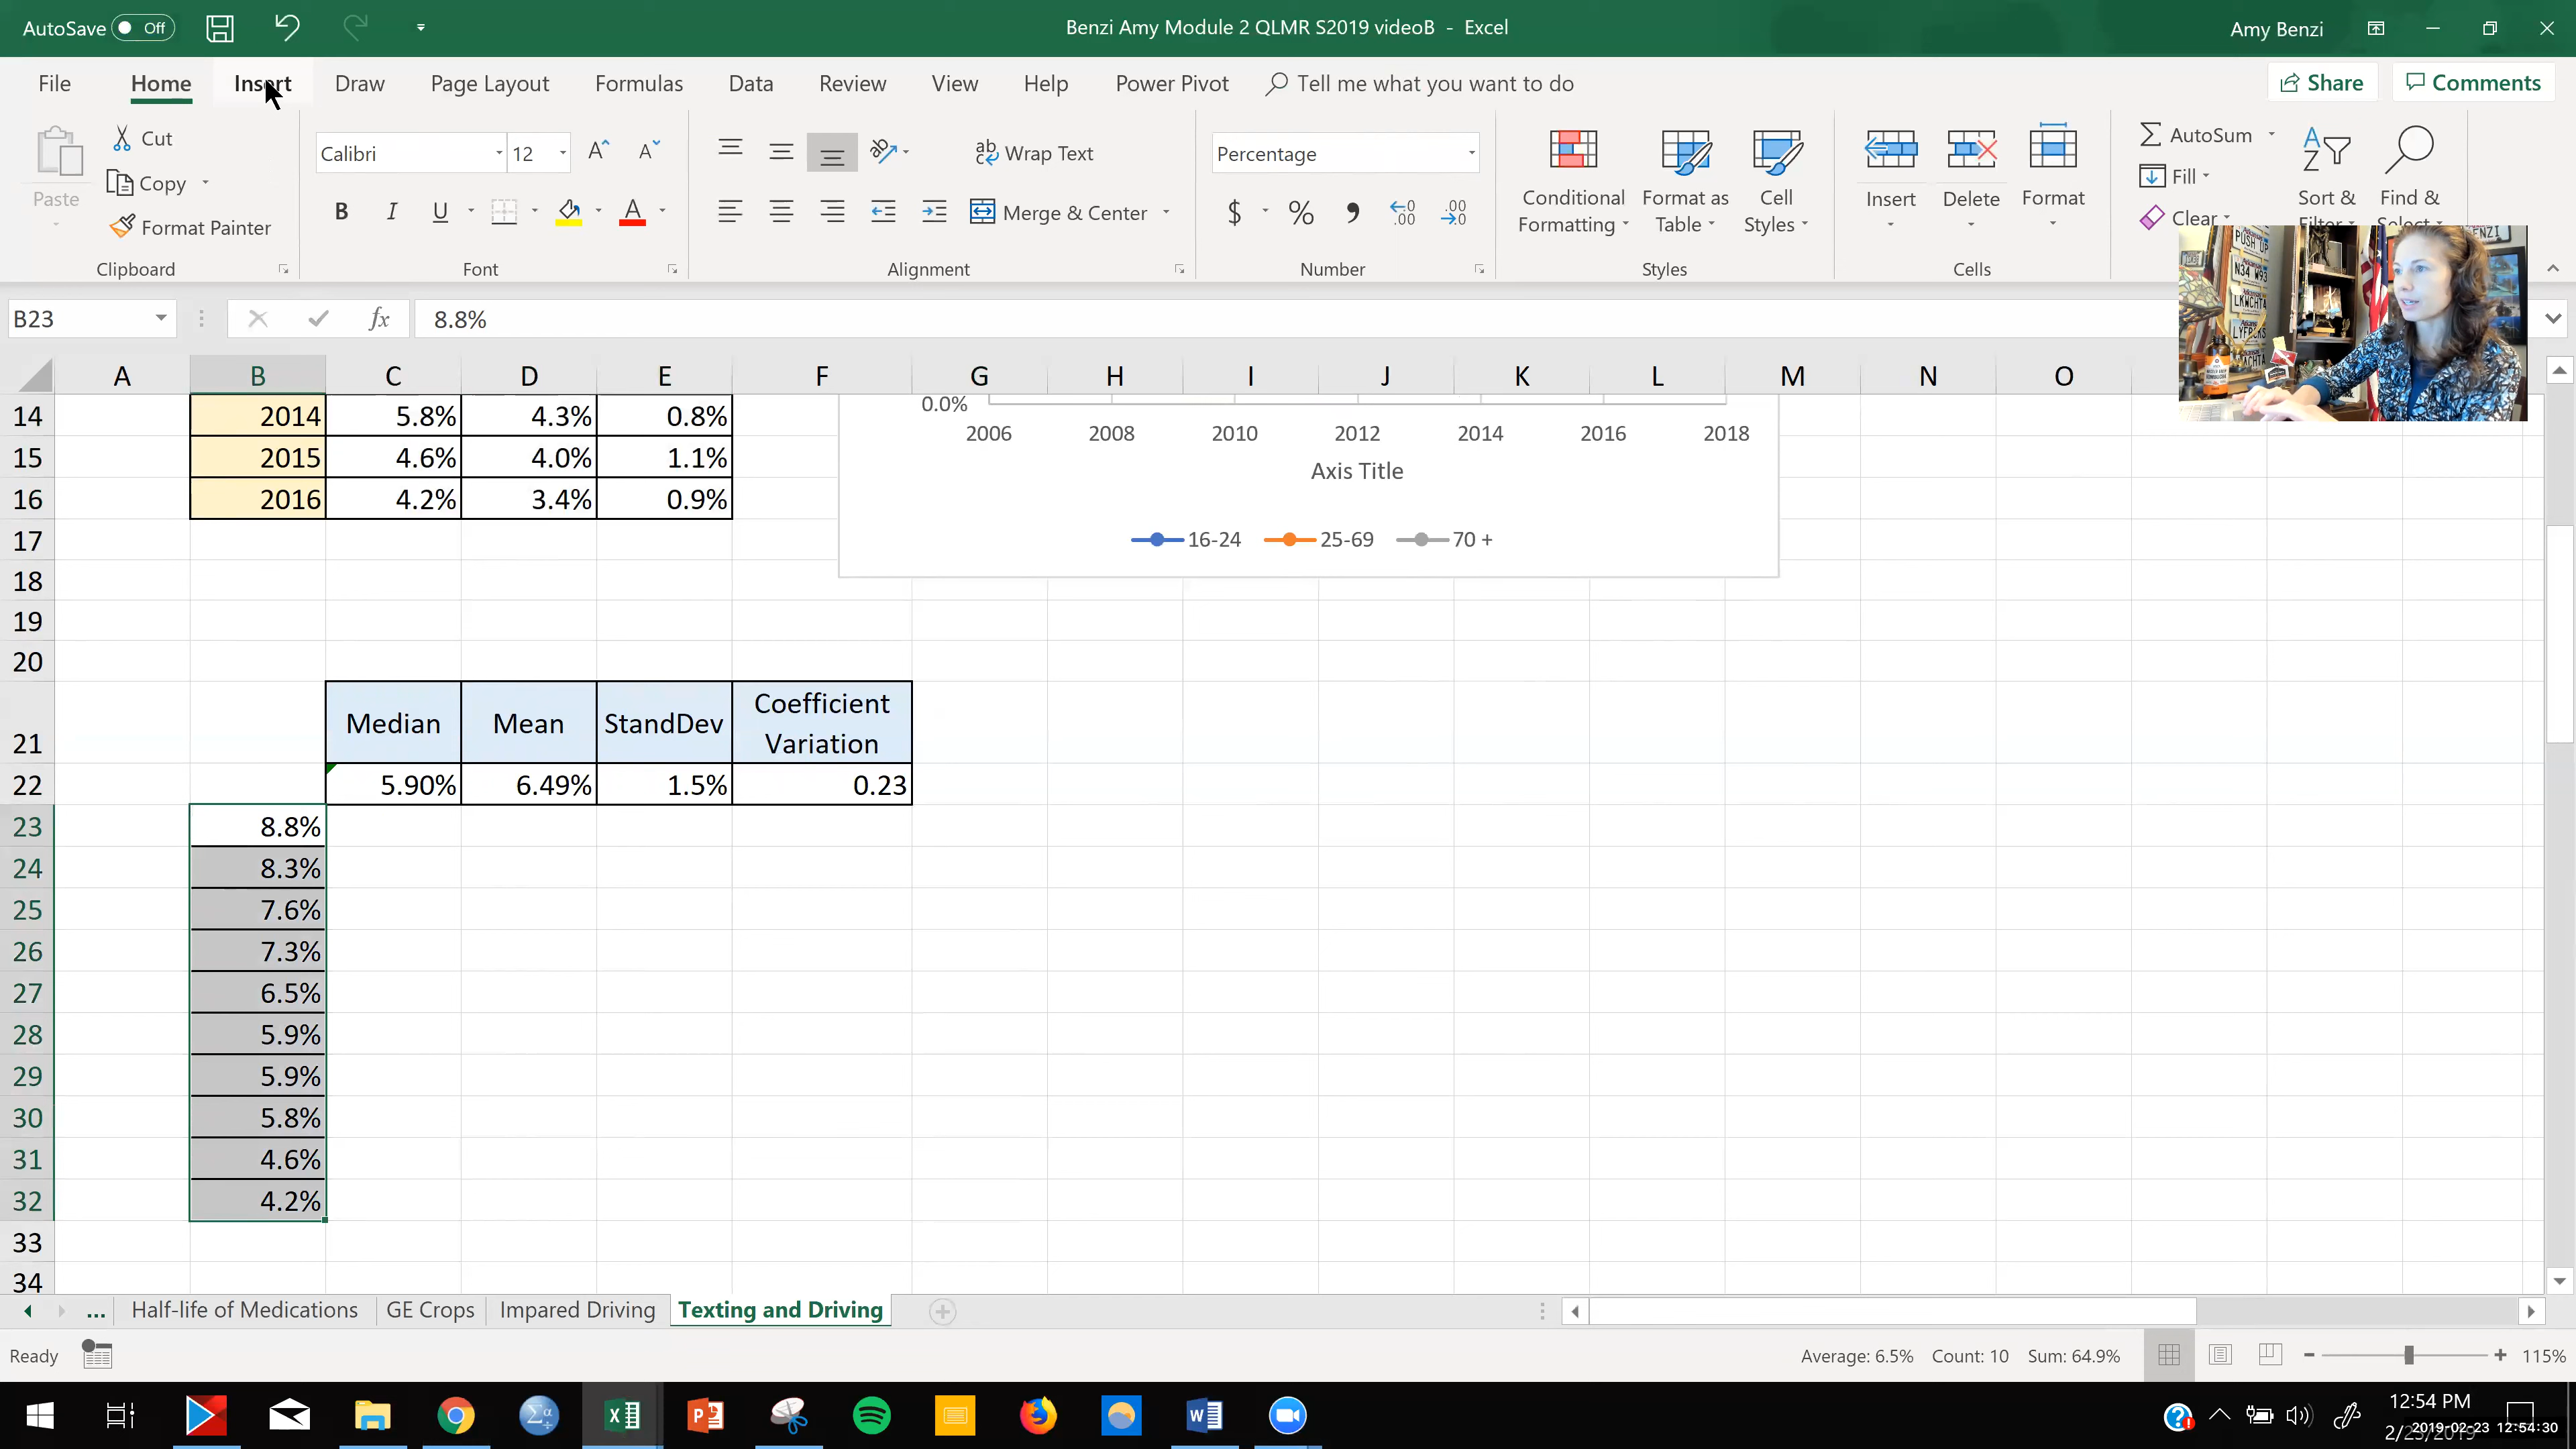 AutoSave Off
Benzi Amy Module 2 QLMR S2019 videoB - Excel
Amy Benzi
File Home Insert Draw Page Layout Formulas Data Review View Help Power Pivot Tell me what you want to do Share Comments
Paste Cut Copy Format Painter Clipboard
Calibri 12 B I U A Font
Wrap Text Merge & Center Alignment
Percentage $ % Number
Conditional Formatting Format as Table Cell Styles Styles
Insert Delete Format Cells
AutoSum Fill Clear Sort & Filter Find & Select
B23 fx 8.8%
A B C D E F G H I J K L M N O
14 2014 5.8% 4.3% 0.8%
15 2015 4.6% 4.0% 1.1%
16 2016 4.2% 3.4% 0.9%
0.0%
2006 2008 2010 2012 2014 2016 2018
Axis Title
16-24 25-69 70 +
17
18
19
20
21 Median Mean StandDev Coefficient Variation
22 5.90% 6.49% 1.5% 0.23
23 8.8%
24 8.3%
25 7.6%
26 7.3%
27 6.5%
28 5.9%
29 5.9%
30 5.8%
31 4.6%
32 4.2%
33
34
... Half-life of Medications GE Crops Impared Driving Texting and Driving
Ready Average: 6.5% Count: 10 Sum: 64.9% 115%
12:54 PM
2019-02-23 12:54:30